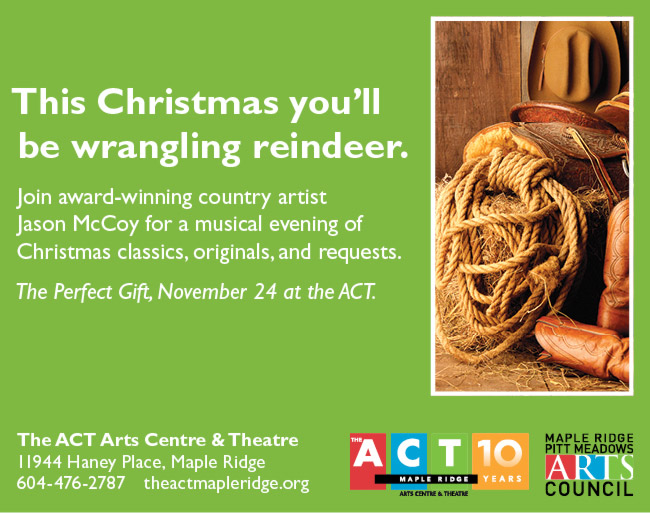 This Christmas you'll
be wrangling reindeer.
Join award-winning country artist
Jason McCoy for a musical evening of
Christmas classics, originals, and requests.
The Perfect Gift, November 24 at the ACT.
The ACT Arts Centre & Theatre
11944 Haney Place, Maple Ridge
604-476-2787 theactmapleridge.org
THE ACT 10
MAPLE RIDGE YEARS
ARTS CENTRE & THEATRE
MAPLE RIDGE
PITT MEADOWS
ARTS
COUNCIL